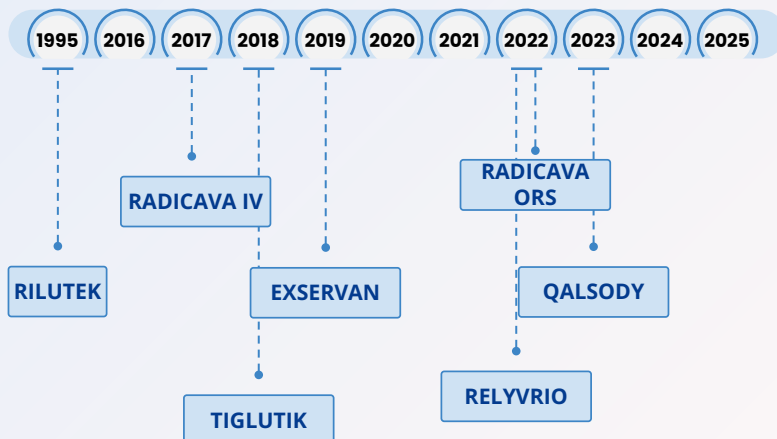 1995 2016 2017 2018 2019 2020 2021 2022 2023 2024 2025
RADICAVA
ORS
RADICAVA IV
RILUTEK
EXSERVAN
QALSODY
RELYVRIO
TIGLUTIK